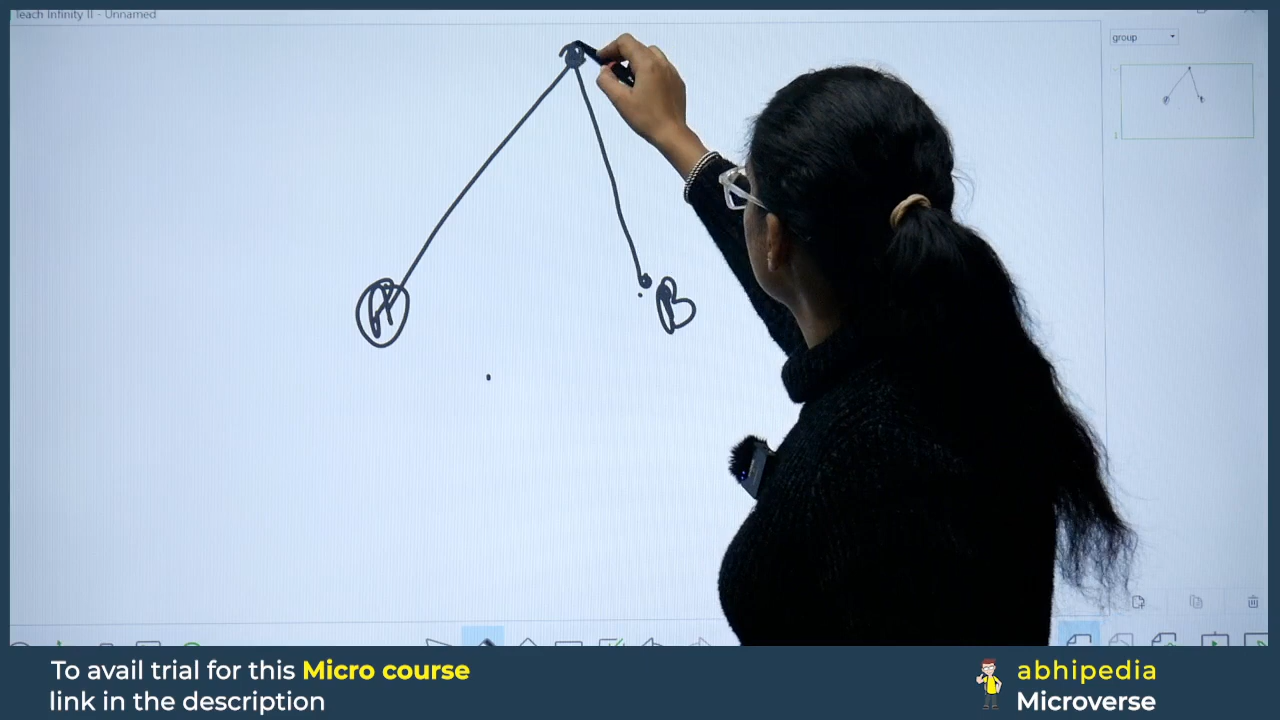 Teach Infinity II - Unnamed
group
A
B
To avail trial for this Micro course
link in the description
abhipedia
Microverse